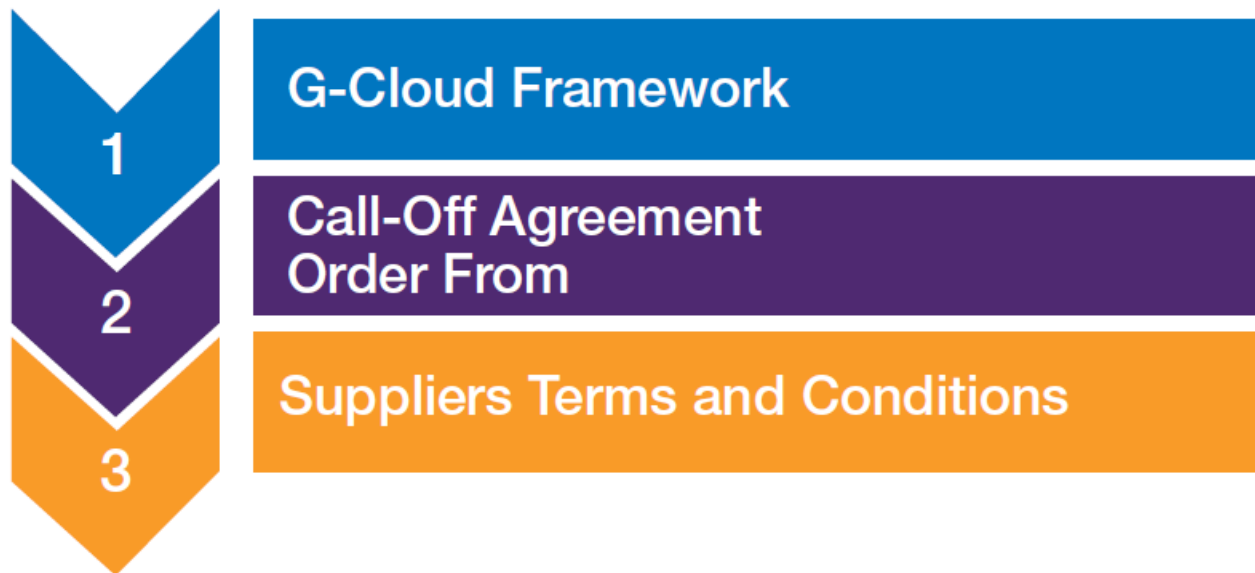 1
G-Cloud Framework
2
Call-Off Agreement
Order From
3
Suppliers Terms and Conditions